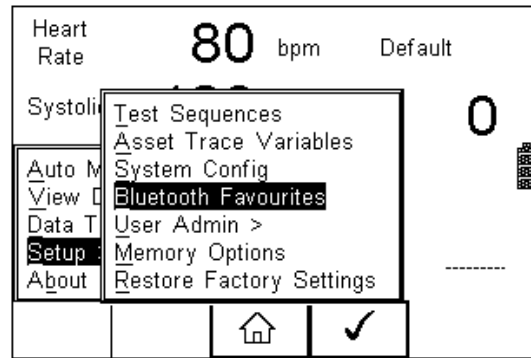 Heart
Rate
80 bpm
Default
Systoli
0
Test Sequences
Asset Trace Variables
System Config
Bluetooth Favourites
User Admin >
Memory Options
Restore Factory Settings
Auto M
View D
Data T
Setup
About
---------